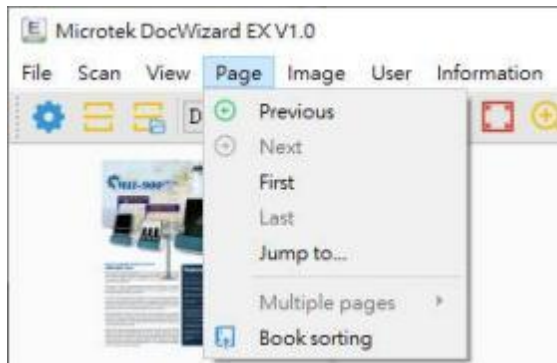 Microtek DocWizard EX V1.0
File Scan View Page Image User Information
D
Previous
Next
First
Last
Jump to...
Multiple pages
Book sorting